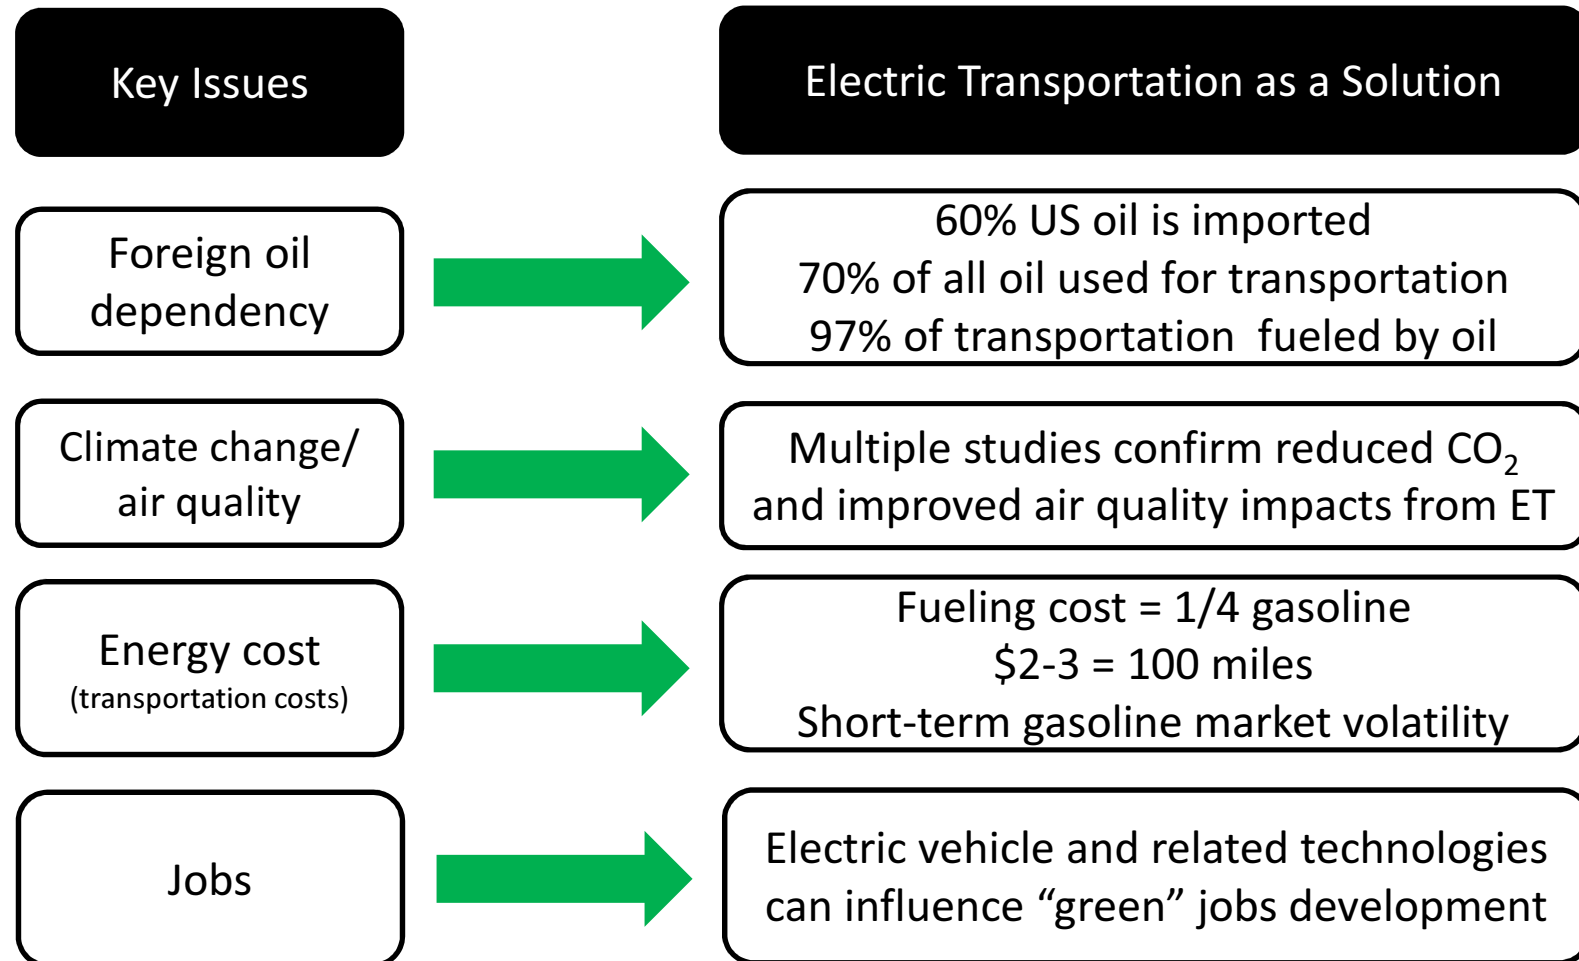 Key Issues
Electric Transportation as a Solution
Foreign oil
dependency
60% US oil is imported
70% of all oil used for transportation
97% of transportation  fueled by oil
Climate change/
air quality
Multiple studies confirm reduced CO₂
and improved air quality impacts from ET
Energy cost
(transportation costs)
Fueling cost = 1/4 gasoline
$2-3 = 100 miles
Short-term gasoline market volatility
Jobs
Electric vehicle and related technologies
can influence “green” jobs development